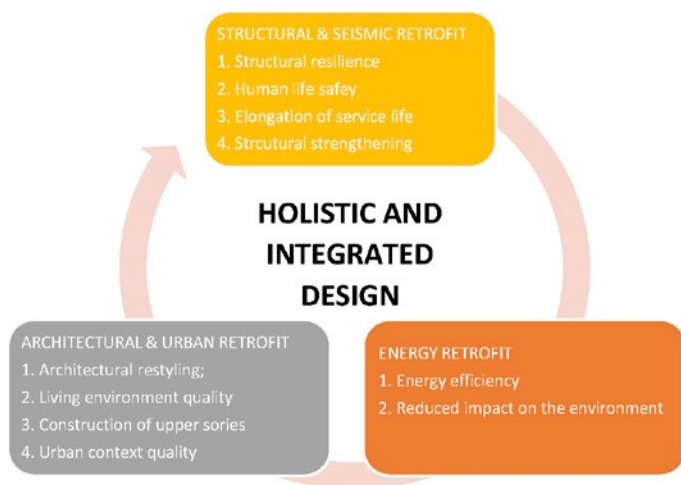 STRUCTURAL & SEISMIC RETROFIT
1. Structural resilience
2. Human life safey
3. Elongation of service life
4. Strcutural strengthening
HOLISTIC AND
INTEGRATED
DESIGN
ARCHITECTURAL & URBAN RETROFIT
1. Architectural restyling;
2. Living environment quality
3. Construction of upper sories
4. Urban context quality
ENERGY RETROFIT
1. Energy efficiency
2. Reduced impact on the environment